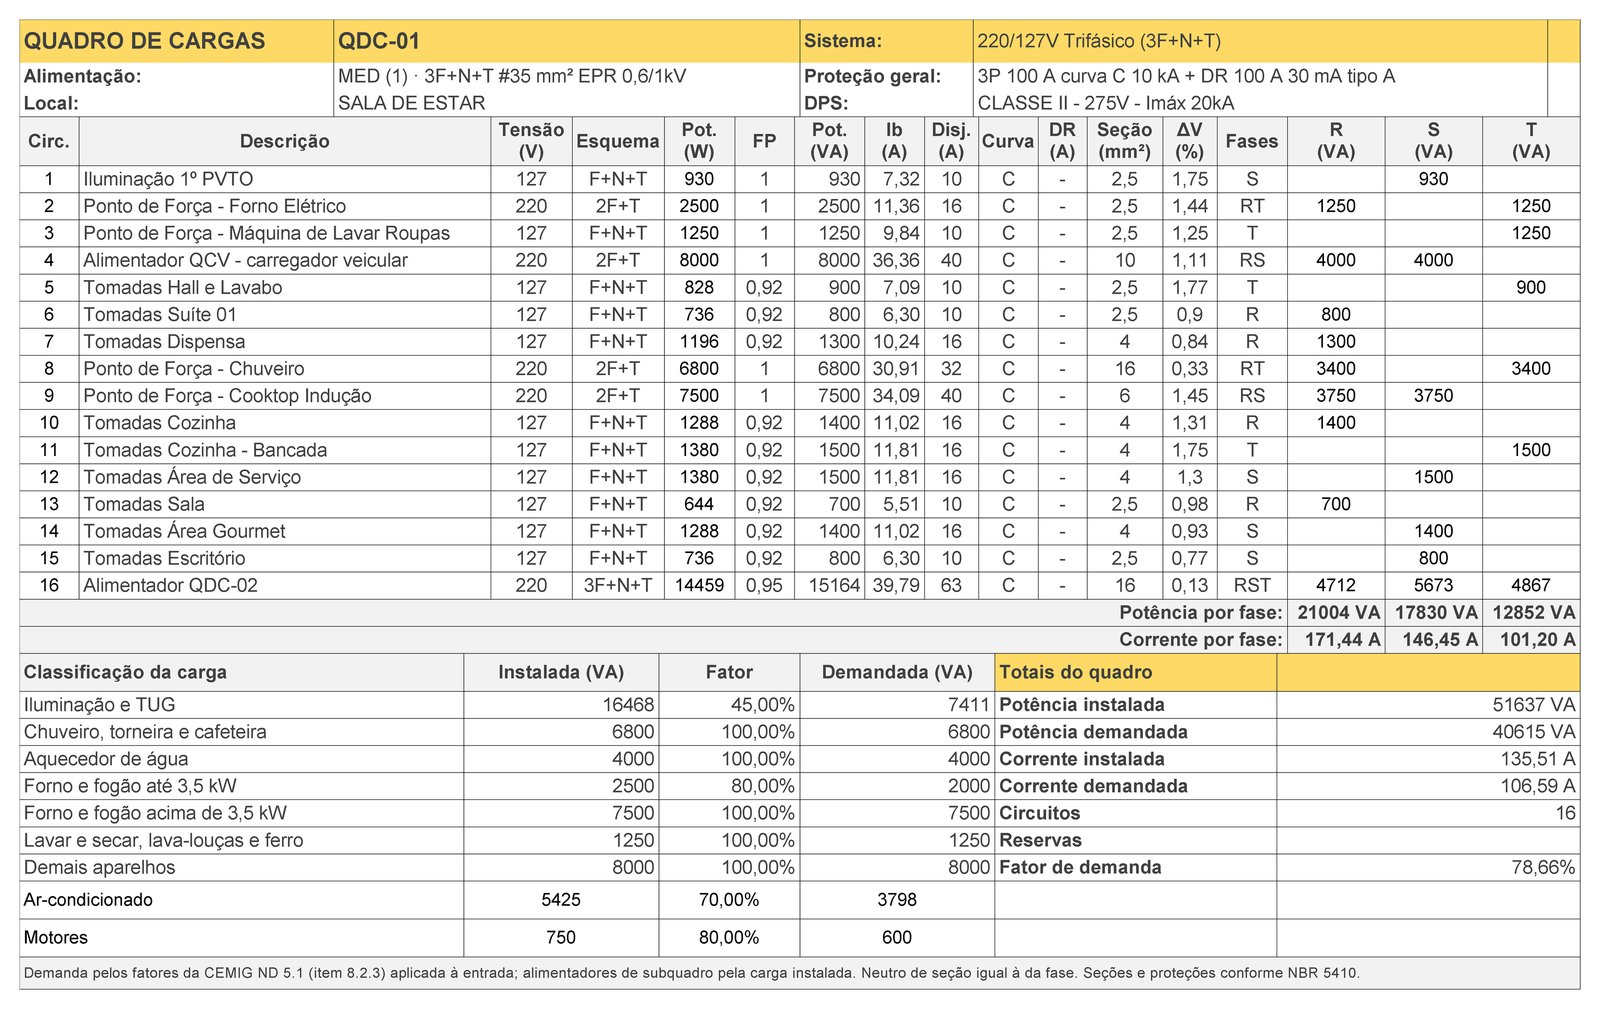 QUADRO DE CARGAS QDC-01 Sistema: 220/127V Trifásico (3F+N+T)
Alimentação: MED (1) · 3F+N+T #35 mm² EPR 0,6/1kV Proteção geral: 3P 100 A curva C 10 kA + DR 100 A 30 mA tipo A
Local: SALA DE ESTAR DPS: CLASSE II - 275V - Imáx 20kA
Circ. Descrição Tensão (V) Esquema Pot. (W) FP Pot. (VA) Ib (A) Disj. (A) Curva DR (A) Seção (mm²) ΔV (%) Fases R (VA) S (VA) T (VA)
1 Iluminação 1º PVTO 127 F+N+T 930 1 930 7,32 10 C - 2,5 1,75 S 930
2 Ponto de Força - Forno Elétrico 220 2F+T 2500 1 2500 11,36 16 C - 2,5 1,44 RT 1250 1250
3 Ponto de Força - Máquina de Lavar Roupas 127 F+N+T 1250 1 1250 9,84 10 C - 2,5 1,25 T 1250
4 Alimentador QCV - carregador veicular 220 2F+T 8000 1 8000 36,36 40 C - 10 1,11 RS 4000 4000
5 Tomadas Hall e Lavabo 127 F+N+T 828 0,92 900 7,09 10 C - 2,5 1,77 T 900
6 Tomadas Suíte 01 127 F+N+T 736 0,92 800 6,30 10 C - 2,5 0,9 R 800
7 Tomadas Dispensa 127 F+N+T 1196 0,92 1300 10,24 16 C - 4 0,84 R 1300
8 Ponto de Força - Chuveiro 220 2F+T 6800 1 6800 30,91 32 C - 16 0,33 RT 3400 3400
9 Ponto de Força - Cooktop Indução 220 2F+T 7500 1 7500 34,09 40 C - 6 1,45 RS 3750 3750
10 Tomadas Cozinha 127 F+N+T 1288 0,92 1400 11,02 16 C - 4 1,31 R 1400
11 Tomadas Cozinha - Bancada 127 F+N+T 1380 0,92 1500 11,81 16 C - 4 1,75 T 1500
12 Tomadas Área de Serviço 127 F+N+T 1380 0,92 1500 11,81 16 C - 4 1,3 S 1500
13 Tomadas Sala 127 F+N+T 644 0,92 700 5,51 10 C - 2,5 0,98 R 700
14 Tomadas Área Gourmet 127 F+N+T 1288 0,92 1400 11,02 16 C - 4 0,93 S 1400
15 Tomadas Escritório 127 F+N+T 736 0,92 800 6,30 10 C - 2,5 0,77 S 800
16 Alimentador QDC-02 220 3F+N+T 14459 0,95 15164 39,79 63 C - 16 0,13 RST 4712 5673 4867
Potência por fase: 21004 VA 17830 VA 12852 VA
Corrente por fase: 171,44 A 146,45 A 101,20 A
Classificação da carga Instalada (VA) Fator Demandada (VA) Totais do quadro
Iluminação e TUG 16468 45,00% 7411 Potência instalada 51637 VA
Chuveiro, torneira e cafeteira 6800 100,00% 6800 Potência demandada 40615 VA
Aquecedor de água 4000 100,00% 4000 Corrente instalada 135,51 A
Forno e fogão até 3,5 kW 2500 80,00% 2000 Corrente demandada 106,59 A
Forno e fogão acima de 3,5 kW 7500 100,00% 7500 Circuitos 16
Lavar e secar, lava-louças e ferro 1250 100,00% 1250 Reservas
Demais aparelhos 8000 100,00% 8000 Fator de demanda 78,66%
Ar-condicionado 5425 70,00% 3798
Motores 750 80,00% 600
Demanda pelos fatores da CEMIG ND 5.1 (item 8.2.3) aplicada à entrada; alimentadores de subquadro pela carga instalada. Neutro de seção igual à da fase. Seções e proteções conforme NBR 5410.